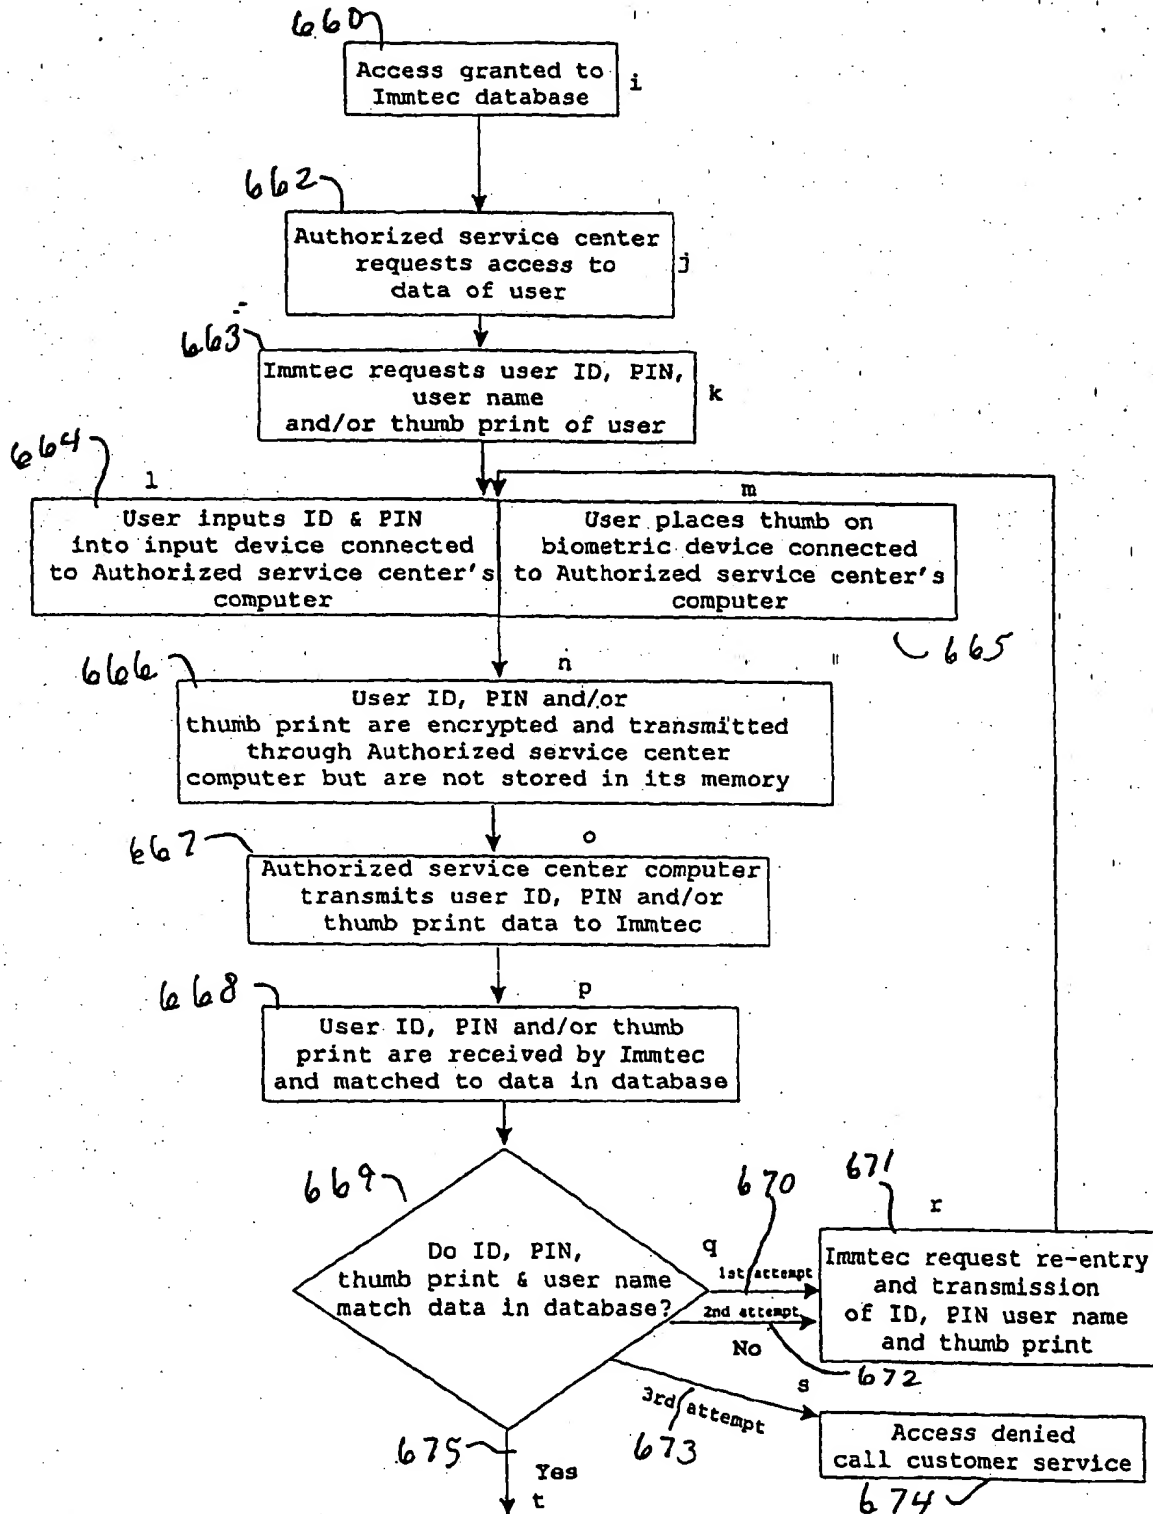 660
Access granted to
Immtec database
i
662
Authorized service center
requests access to
data of user
j
663
Immtec requests user ID, PIN,
user name
and/or thumb print of user
k
664
l
User inputs ID & PIN
into input device connected
to Authorized service center's
computer
m
User places thumb on
biometric device connected
to Authorized service center's
computer
665
666
n
User ID, PIN and/or
thumb print are encrypted and transmitted
through Authorized service center
computer but are not stored in its memory
667
o
Authorized service center computer
transmits user ID, PIN and/or
thumb print data to Immtec
668
p
User ID, PIN and/or thumb
print are received by Immtec
and matched to data in database
669
Do ID, PIN,
thumb print & user name
match data in database?
q
670
1st attempt
2nd attempt
No
672
671
r
Immtec request re-entry
and transmission
of ID, PIN user name
and thumb print
3rd attempt
673
s
Access denied
call customer service
674
675
Yes
t